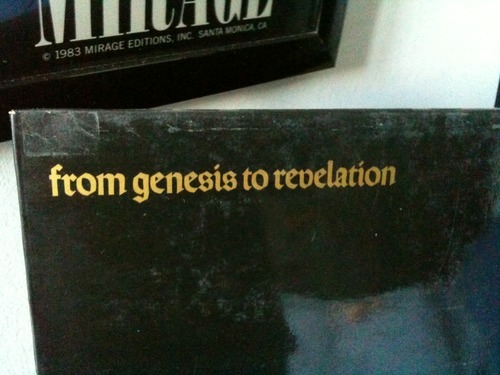 MIRAGE
© 1983 MIRAGE EDITIONS, INC. SANTA MONICA, CA
from genesis to revelation